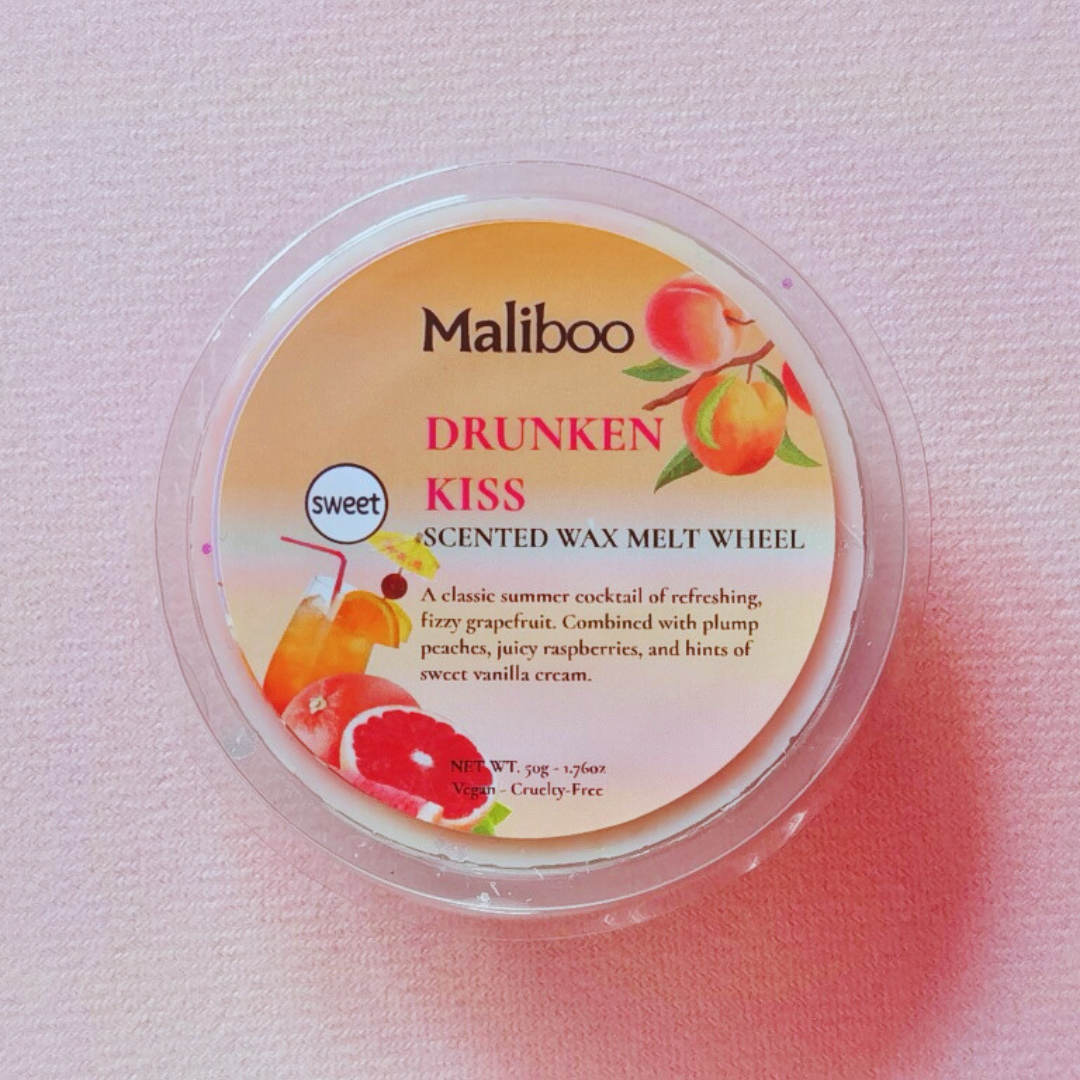 Maliboo
DRUNKEN
KISS
sweet
SCENTED WAX MELT WHEEL
A classic summer cocktail of refreshing,
fizzy grapefruit. Combined with plump
peaches, juicy raspberries, and hints of
sweet vanilla cream.
NET WT. 50g - 1.76oz
Vegan - Cruelty-Free